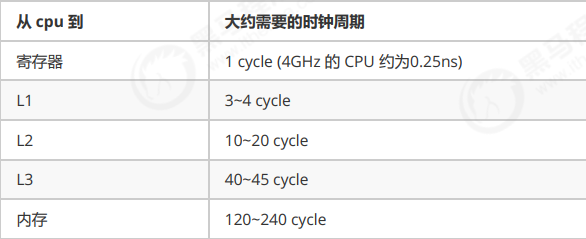 从 cpu 到 大约需要的时钟周期
寄存器 1 cycle (4GHz 的 CPU 约为0.25ns)
L1 3~4 cycle
L2 10~20 cycle
L3 40~45 cycle
内存 120~240 cycle